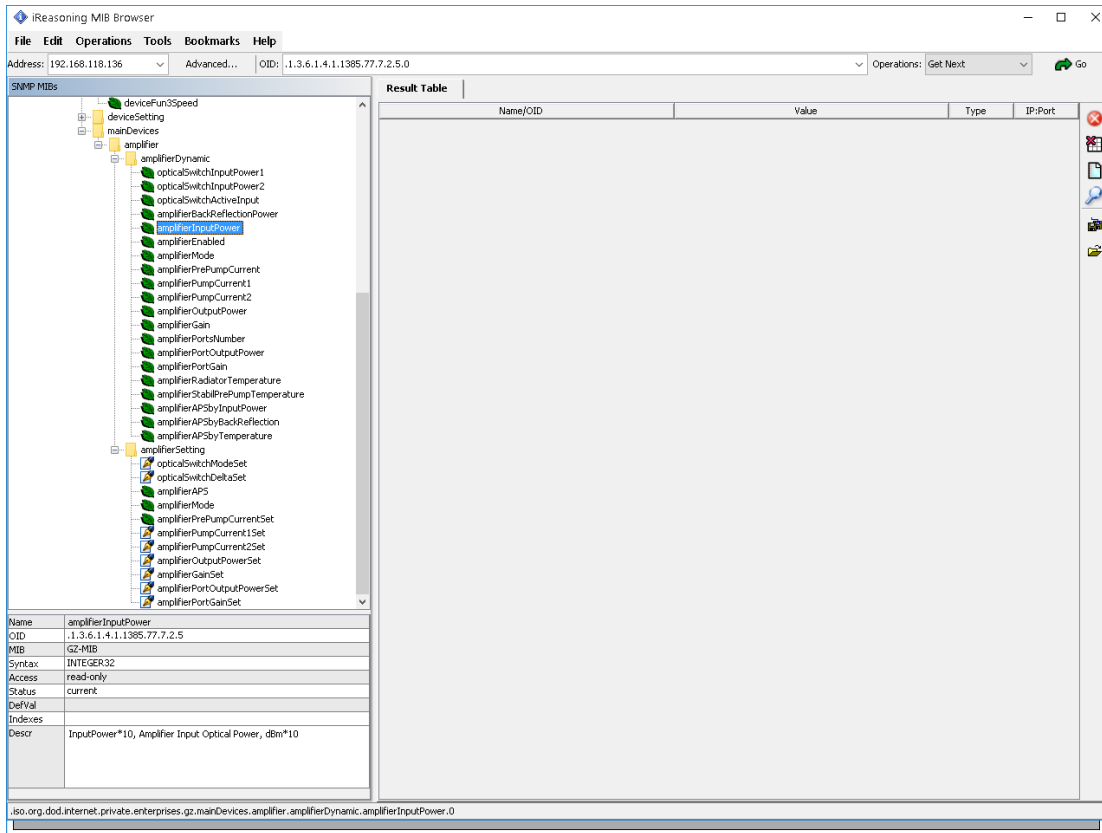 iReasoning MIB Browser
File Edit Operations Tools Bookmarks Help
Address: 192.168.118.136 Advanced... OID: .1.3.6.1.4.1.1385.77.7.2.5.0 Operations: Get Next Go
SNMP MIBs
Result Table
Name/OID Value Type IP:Port
deviceFun3Speed
deviceSetting
mainDevices
amplifier
amplifierDynamic
opticalSwitchInputPower1
opticalSwitchInputPower2
opticalSwitchActiveInput
amplifierBackReflectionPower
amplifierInputPower
amplifierEnabled
amplifierMode
amplifierPrePumpCurrent
amplifierPumpCurrent1
amplifierPumpCurrent2
amplifierOutputPower
amplifierGain
amplifierPortsNumber
amplifierPortOutputPower
amplifierPortGain
amplifierRadiatorTemperature
amplifierStabilPrePumpTemperature
amplifierAPSbyInputPower
amplifierAPSbyBackReflection
amplifierAPSbyTemperature
amplifierSetting
opticalSwitchModeSet
opticalSwitchDeltaSet
amplifierAPS
amplifierMode
amplifierPrePumpCurrentSet
amplifierPumpCurrent1Set
amplifierPumpCurrent2Set
amplifierOutputPowerSet
amplifierGainSet
amplifierPortOutputPowerSet
amplifierPortGainSet
Name amplifierInputPower
OID .1.3.6.1.4.1.1385.77.7.2.5
MIB GZ-MIB
Syntax INTEGER32
Access read-only
Status current
DefVal
Indexes
Descr InputPower*10, Amplifier Input Optical Power, dBm*10
.iso.org.dod.internet.private.enterprises.gz.mainDevices.amplifier.amplifierDynamic.amplifierInputPower.0